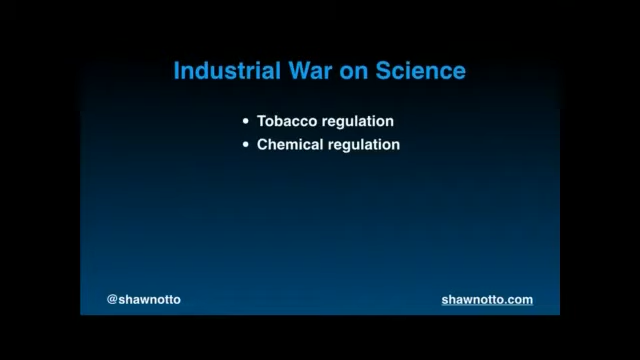 Industrial War on Science
• Tobacco regulation
• Chemical regulation
@shawnotto
shawnotto.com